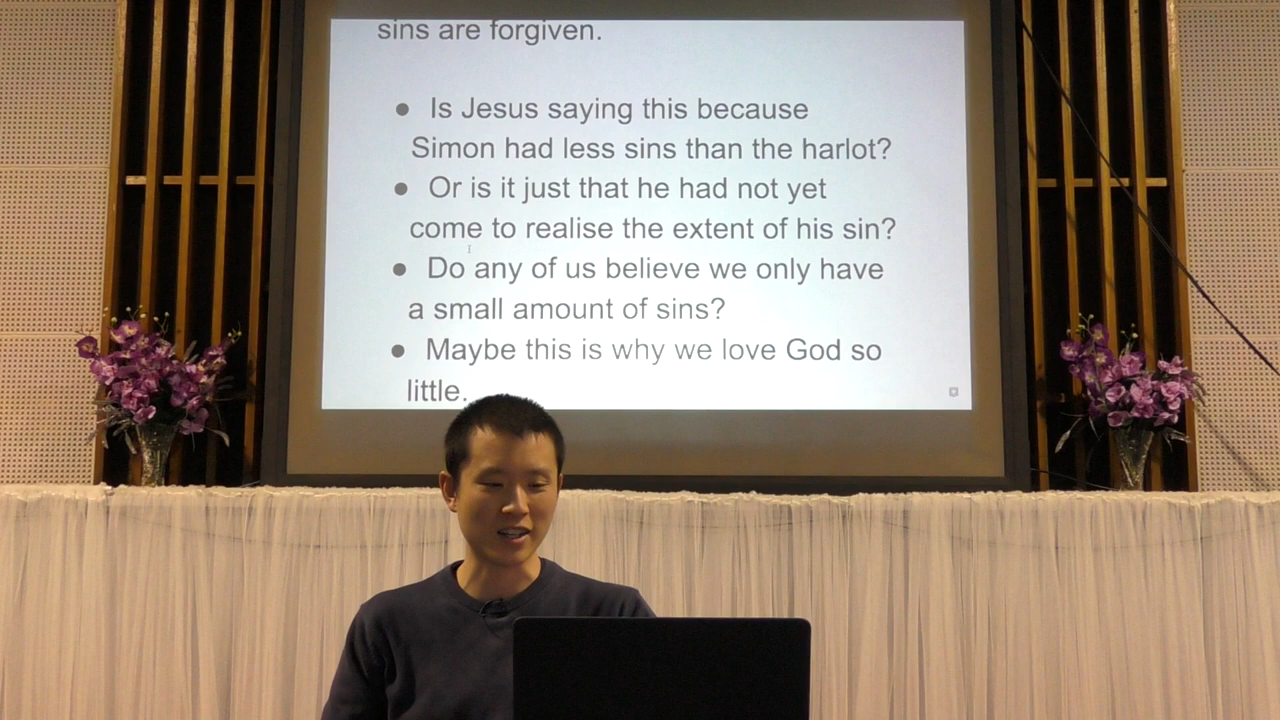 sins are forgiven.
● Is Jesus saying this because
Simon had less sins than the harlot?
● Or is it just that he had not yet
come to realise the extent of his sin?
● Do any of us believe we only have
a small amount of sins?
● Maybe this is why we love God so
little.